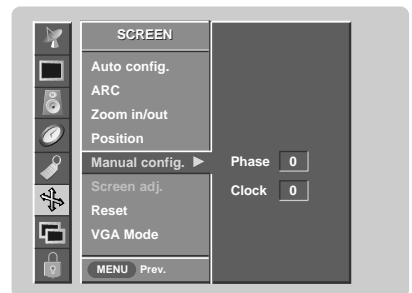 SCREEN
Auto config.
ARC
Zoom in/out
Position
Manual config. ▶
Phase 0
Clock 0
Screen adj.
Reset
VGA Mode
MENU Prev.